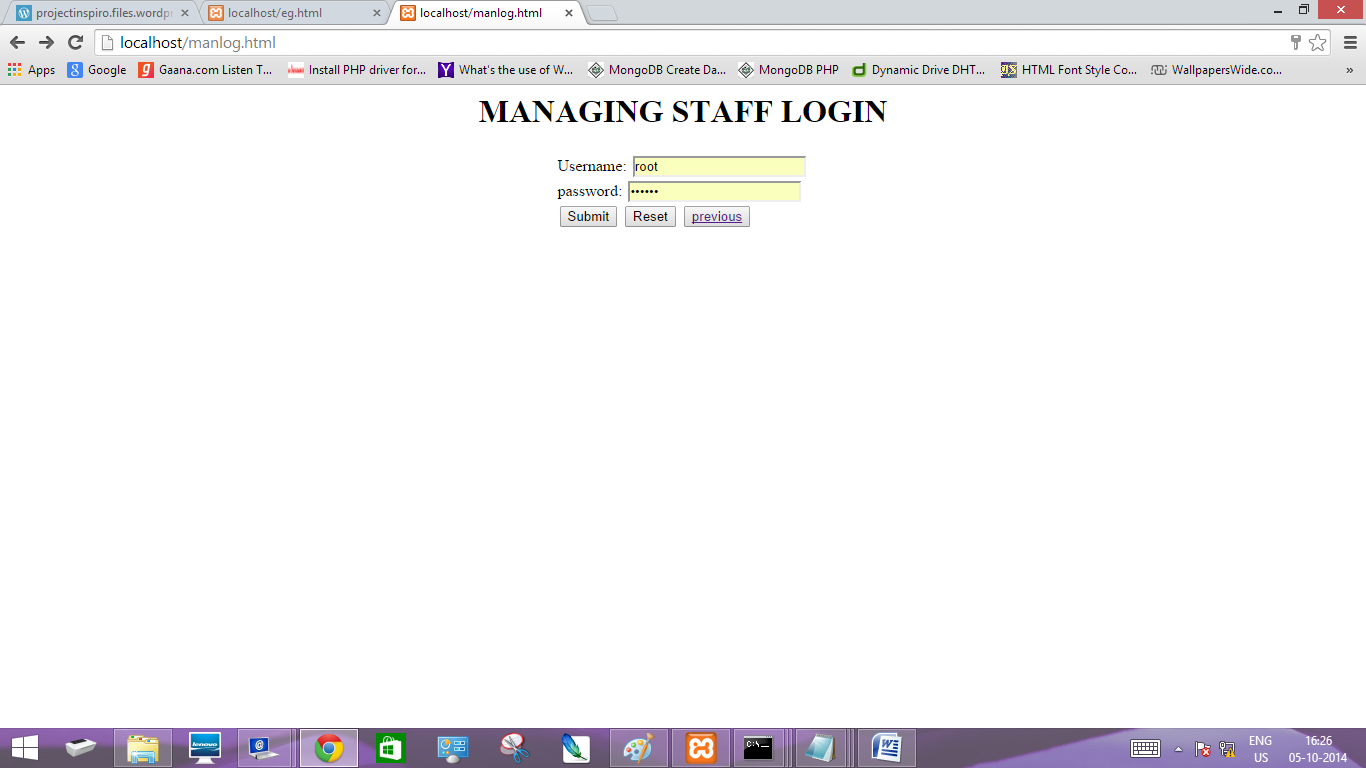 projectinspiro.files.wordpr
localhost/eg.html
localhost/manlog.html
localhost/manlog.html
Apps
Google
Gaana.com Listen T...
Install PHP driver for...
What's the use of W...
MongoDB Create Da...
MongoDB PHP
Dynamic Drive DHT...
HTML Font Style Co...
WallpapersWide.co...
»
MANAGING STAFF LOGIN
Username: root
password: ••••••
Submit Reset previous
lenovo
C:\_
ENG
US
16:26
05-10-2014